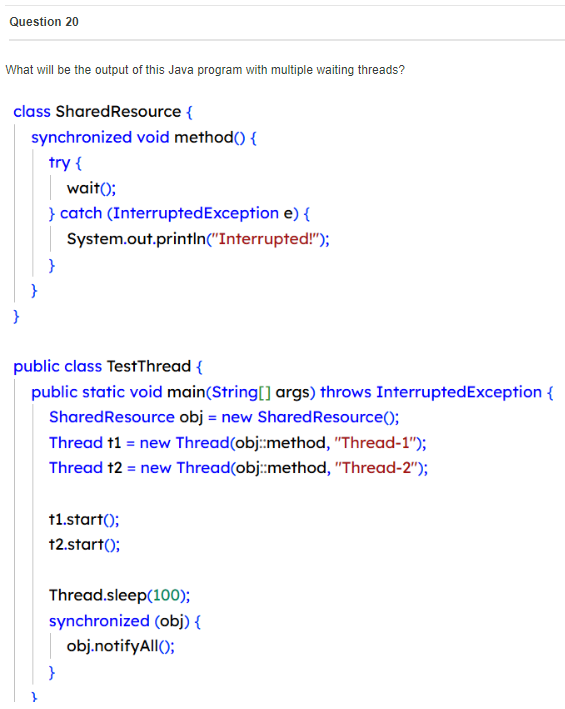 Question 20
What will be the output of this Java program with multiple waiting threads?
class SharedResource {
synchronized void method() {
try {
wait();
} catch (InterruptedException e) {
System.out.println("Interrupted!");
}
}
}
public class TestThread {
public static void main(String[] args) throws InterruptedException {
SharedResource obj = new SharedResource();
Thread t1 = new Thread(obj::method, "Thread-1");
Thread t2 = new Thread(obj::method, "Thread-2");
t1.start();
t2.start();
Thread.sleep(100);
synchronized (obj) {
obj.notifyAll();
}
}